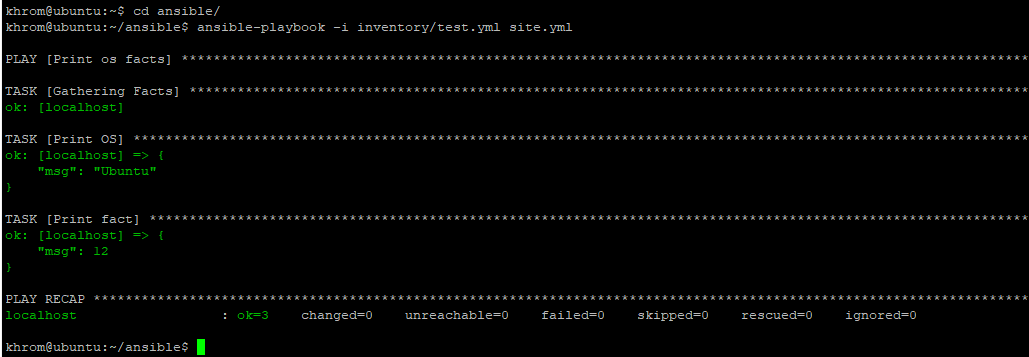 khrom@ubuntu:~$ cd ansible/
khrom@ubuntu:~/ansible$ ansible-playbook -i inventory/test.yml site.yml
PLAY [Print os facts] **********************************************************************************************************
TASK [Gathering Facts] *********************************************************************************************************
ok: [localhost]
TASK [Print OS] ****************************************************************************************************************
ok: [localhost] => {
    "msg": "Ubuntu"
}
TASK [Print fact] **************************************************************************************************************
ok: [localhost] => {
    "msg": 12
}
PLAY RECAP *********************************************************************************************************************
localhost                  : ok=3    changed=0    unreachable=0    failed=0    skipped=0    rescued=0    ignored=0
khrom@ubuntu:~/ansible$